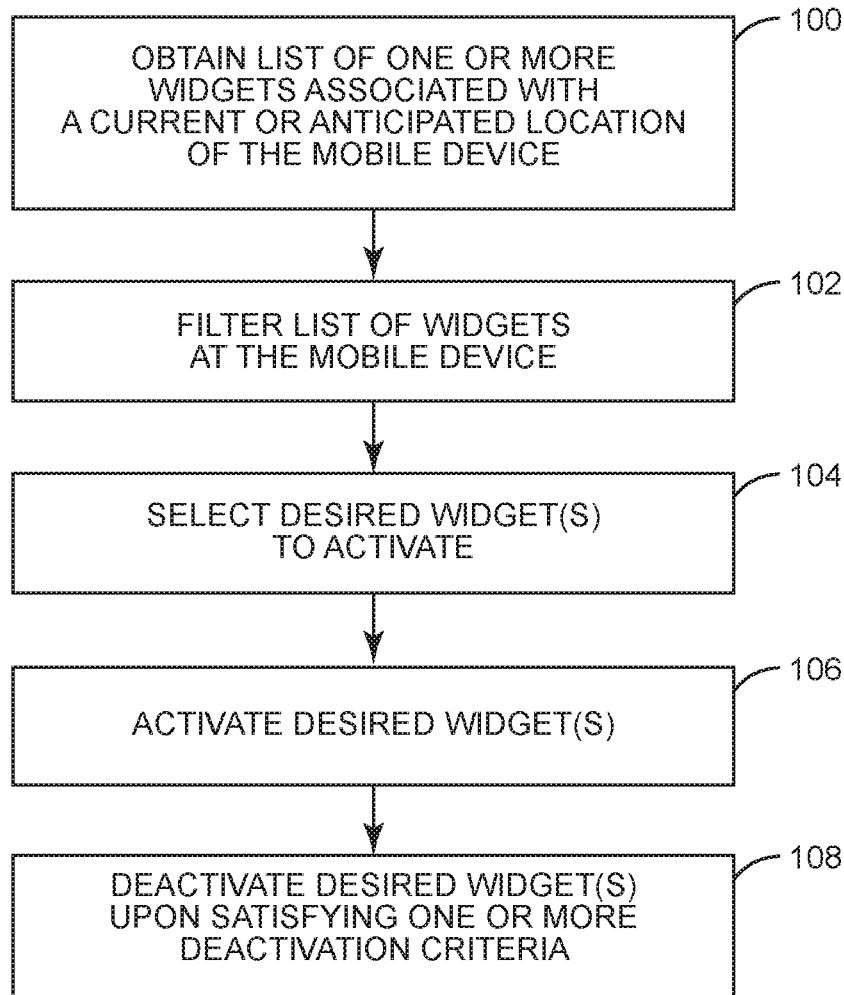 100
OBTAIN LIST OF ONE OR MORE
WIDGETS ASSOCIATED WITH
A CURRENT OR ANTICIPATED LOCATION
OF THE MOBILE DEVICE
102
FILTER LIST OF WIDGETS
AT THE MOBILE DEVICE
104
SELECT DESIRED WIDGET(S)
TO ACTIVATE
106
ACTIVATE DESIRED WIDGET(S)
108
DEACTIVATE DESIRED WIDGET(S)
UPON SATISFYING ONE OR MORE
DEACTIVATION CRITERIA